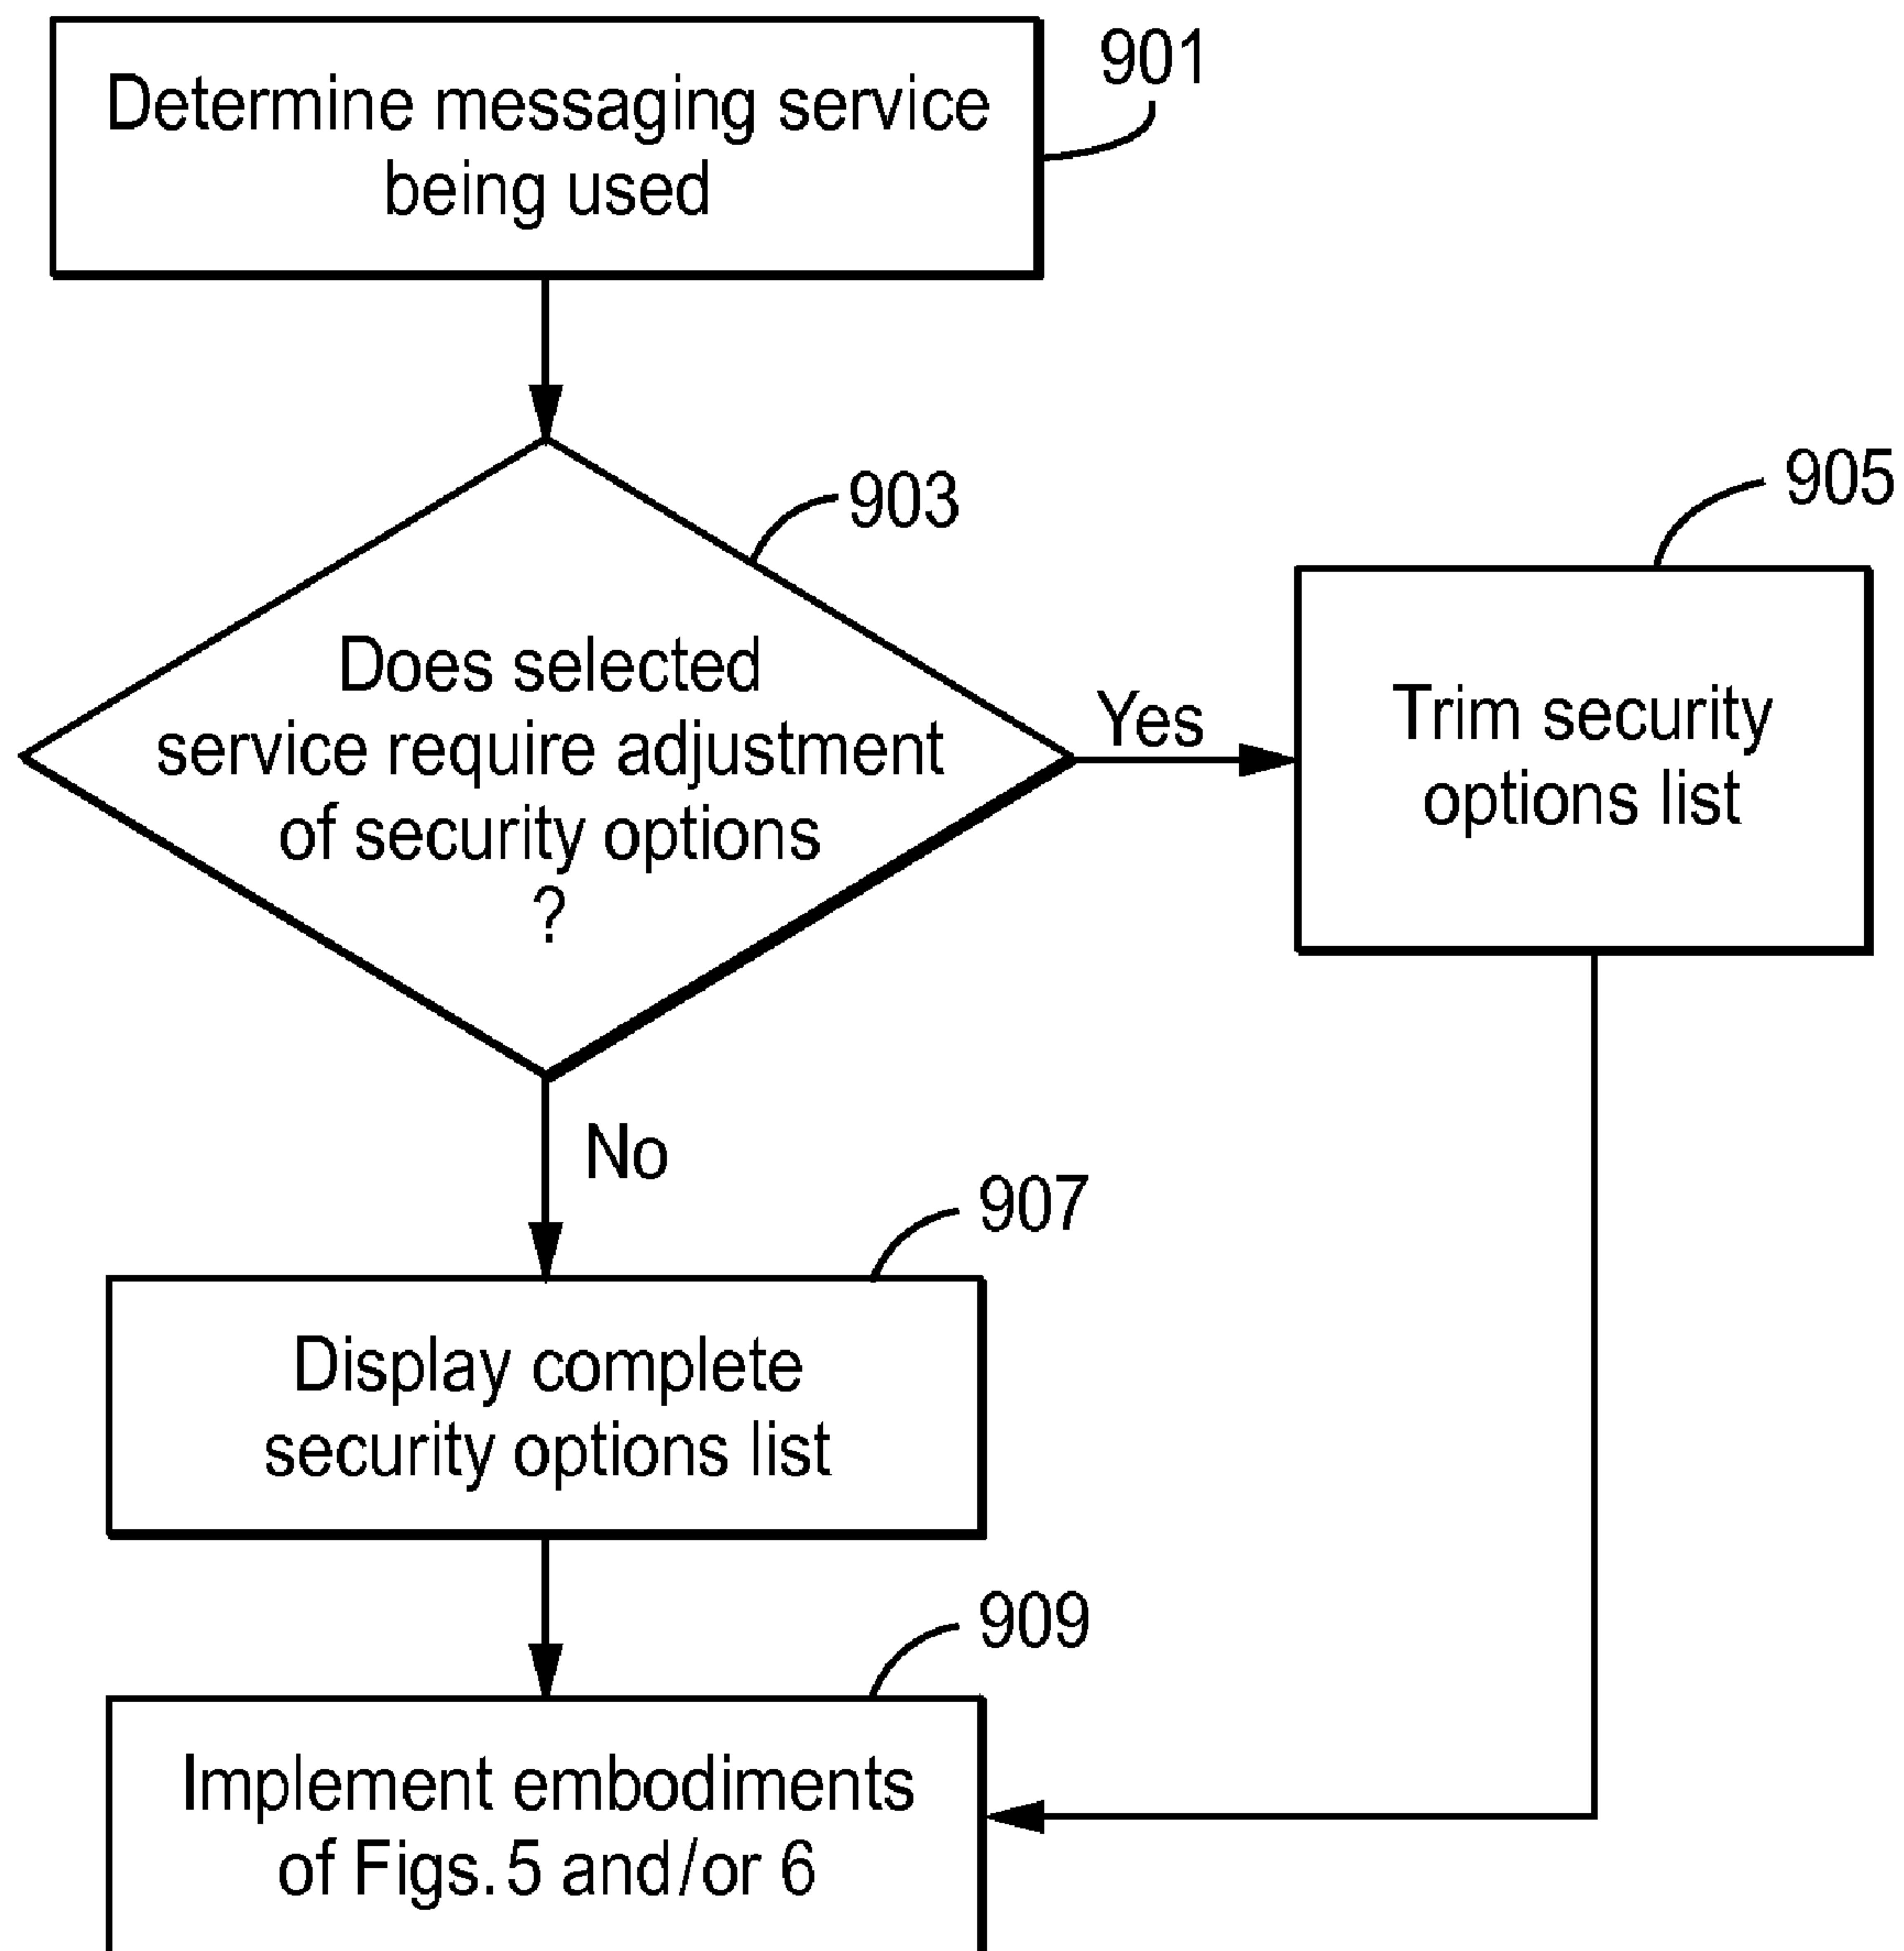 Determine messaging service
being used
901
903
Does selected
service require adjustment
of security options
?
Yes
905
Trim security
options list
No
907
Display complete
security options list
909
Implement embodiments
of Figs. 5 and/or 6